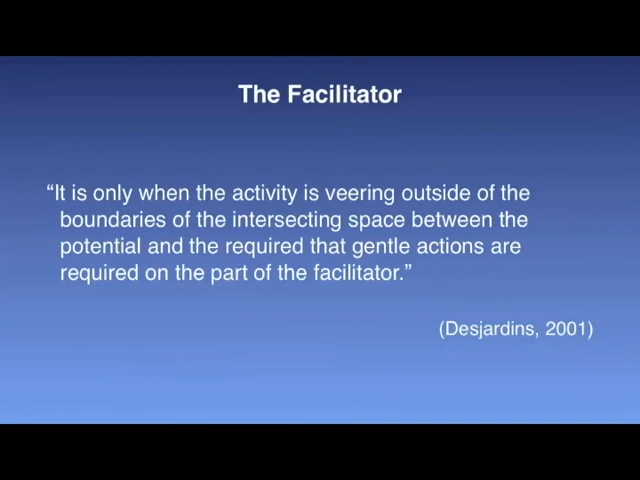 The Facilitator
“It is only when the activity is veering outside of the
boundaries of the intersecting space between the
potential and the required that gentle actions are
required on the part of the facilitator.”
(Desjardins, 2001)